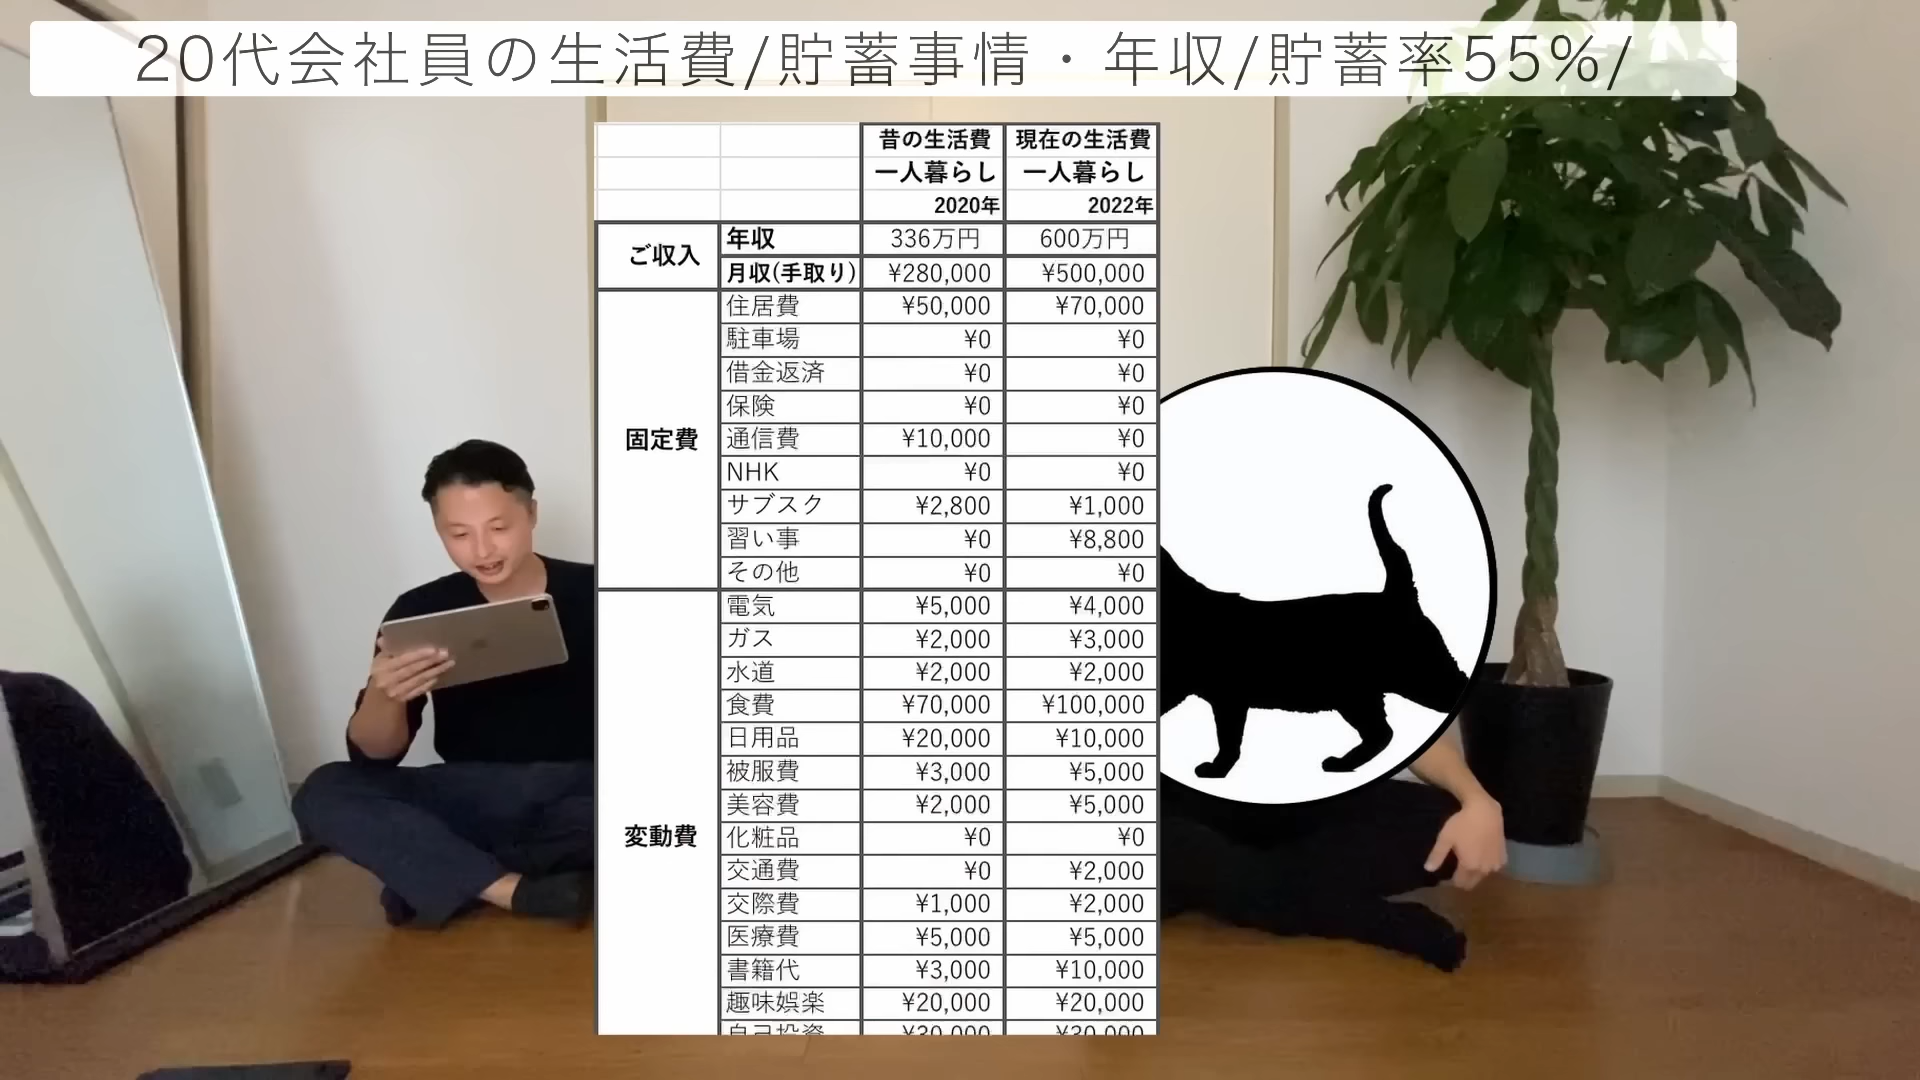 20代会社員の生活費/貯蓄事情・年収/貯蓄率55%/
昔の生活費 現在の生活費
一人暮らし 一人暮らし
2020年 2022年
ご収入
年収 336万円 600万円
月収(手取り) ¥280,000 ¥500,000
固定費
住居費 ¥50,000 ¥70,000
駐車場 ¥0 ¥0
借金返済 ¥0 ¥0
保険 ¥0 ¥0
通信費 ¥10,000 ¥0
NHK ¥0 ¥0
サブスク ¥2,800 ¥1,000
習い事 ¥0 ¥8,800
その他 ¥0 ¥0
変動費
電気 ¥5,000 ¥4,000
ガス ¥2,000 ¥3,000
水道 ¥2,000 ¥2,000
食費 ¥70,000 ¥100,000
日用品 ¥20,000 ¥10,000
被服費 ¥3,000 ¥5,000
美容費 ¥2,000 ¥5,000
化粧品 ¥0 ¥0
交通費 ¥0 ¥2,000
交際費 ¥1,000 ¥2,000
医療費 ¥5,000 ¥5,000
書籍代 ¥3,000 ¥10,000
趣味娯楽 ¥20,000 ¥20,000
自己投資 ¥30,000 ¥30,000